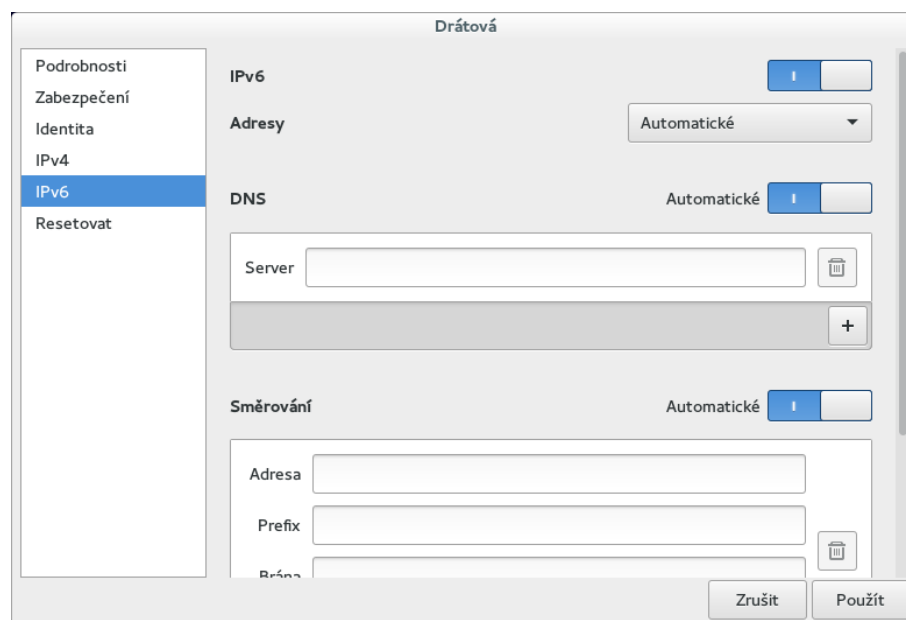 Drátová
Podrobnosti
Zabezpečení
Identita
IPv4
IPv6
Resetovat
IPv6
Adresy
Automatické
DNS
Automatické
Server
+
Směrování
Automatické
Adresa
Prefix
Brána
Zrušit
Použít